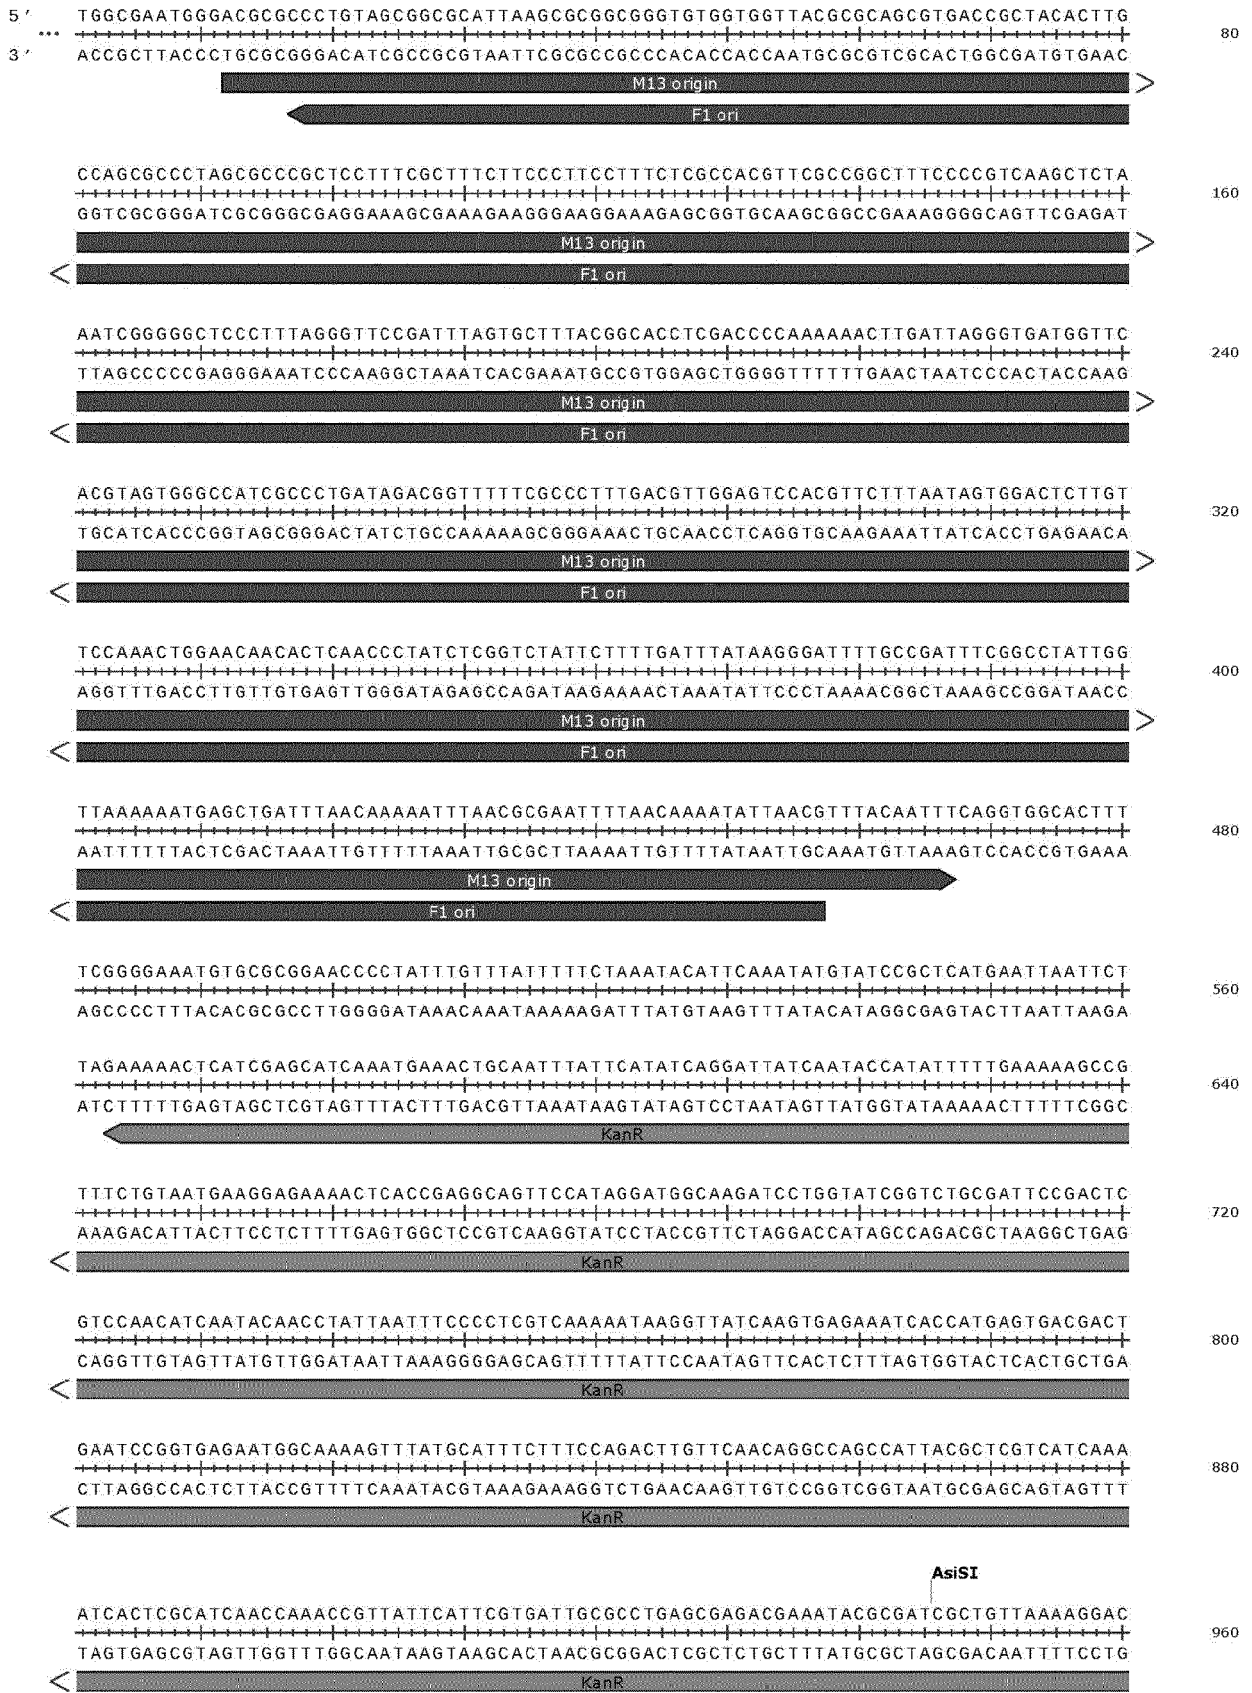 5'
TGGCGAATGGGACGCGCCCTGTAGCGGCGCATTAAGCGCGGCGGGTGTGGTGGTTACGCGCAGCGTGACCGCTACACTTG
... 80
3'
ACCGCTTACCCTGCGCGGGACATCGCCGCGTAATTCGCGCCGCCCACACCACCAATGCGCGTCGCACTGGCGATGTGAAC
M13 origin
F1 ori
CCAGCGCCCTAGCGCCCGCTCCTTTCGCTTTCTTCCCTTCCTTTCTCGCCACGTTCGCCGGCTTTCCCCGTCAAGCTCTA
160
GGTCGCGGGATCGCGGGCGAGGAAAGCGAAAGAAGGGAAGGAAAGAGCGGTGCAAGCGGCCGAAAGGGGCAGTTCGAGAT
M13 origin
F1 ori
AATCGGGGGCTCCCTTTAGGGTTCCGATTTAGTGCTTTACGGCACCTCGACCCCAAAAAACTTGATTAGGGTGATGGTTC
240
TTAGCCCCCGAGGGAAATCCCAAGGCTAAATCACGAAATGCCGTGGAGCTGGGGTTTTTTGAACTAATCCCACTACCAAG
M13 origin
F1 ori
ACGTAGTGGGCCATCGCCCTGATAGACGGTTTTTCGCCCTTTGACGTTGGAGTCCACGTTCTTTAATAGTGGACTCTTGT
320
TGCATCACCCGGTAGCGGGACTATCTGCCAAAAAGCGGGAAACTGCAACCTCAGGTGCAAGAAATTATCACCTGAGAACA
M13 origin
F1 ori
TCCAAACTGGAACAACACTCAACCCTATCTCGGTCTATTCTTTTGATTTATAAGGGATTTTGCCGATTTCGGCCTATTGG
400
AGGTTTGACCTTGTTGTGAGTTGGGATAGAGCCAGATAAGAAAACTAAATATTCCCTAAAACGGCTAAAGCCGGATAACC
M13 origin
F1 ori
TTAAAAAATGAGCTGATTTAACAAAAATTTAACGCGAATTTTAACAAAATATTAACGTTTACAATTTCAGGTGGCACTTT
480
AATTTTTTACTCGACTAAATTGTTTTTAAATTGCGCTTAAAATTGTTTTATAATTGCAAATGTTAAAGTCCACCGTGAAA
M13 origin
F1 ori
TCGGGGAAATGTGCGCGGAACCCCTATTTGTTTATTTTTCTAAATACATTCAAATATGTATCCGCTCATGAATTAATTCT
560
AGCCCCTTTACACGCGCCTTGGGGATAAACAAATAAAAAGATTTATGTAAGTTTATACATAGGCGAGTACTTAATTAAGA
TAGAAAAACTCATCGAGCATCAAATGAAACTGCAATTTATTCATATCAGGATTATCAATACCATATTTTTGAAAAAGCCG
640
ATCTTTTTGAGTAGCTCGTAGTTTACTTTGACGTTAAATAAGTATAGTCCTAATAGTTATGGTATAAAAACTTTTTCGGC
KanR
TTTCTGTAATGAAGGAGAAAACTCACCGAGGCAGTTCCATAGGATGGCAAGATCCTGGTATCGGTCTGCGATTCCGACTC
720
AAAGACATTACTTCCTCTTTTGAGTGGCTCCGTCAAGGTATCCTACCGTTCTAGGACCATAGCCAGACGCTAAGGCTGAG
KanR
GTCCAACATCAATACAACCTATTAATTTCCCCTCGTCAAAAATAAGGTTATCAAGTGAGAAATCACCATGAGTGACGACT
800
CAGGTTGTAGTTATGTTGGATAATTAAAGGGGAGCAGTTTTTATTCCAATAGTTCACTCTTTAGTGGTACTCACTGCTGA
KanR
GAATCCGGTGAGAATGGCAAAAGTTTATGCATTTCTTTCCAGACTTGTTCAACAGGCCAGCCATTACGCTCGTCATCAAA
880
CTTAGGCCACTCTTACCGTTTTCAAATACGTAAAGAAAGGTCTGAACAAGTTGTCCGGTCGGTAATGCGAGCAGTAGTTT
KanR
AsiSI
ATCACTCGCATCAACCAAACCGTTATTCATTCGTGATTGCGCCTGAGCGAGACGAAATACGCGATCGCTGTTAAAAGGAC
960
TAGTGAGCGTAGTTGGTTTGGCAATAAGTAAGCACTAACGCGGACTCGCTCTGCTTTATGCGCTAGCGACAATTTTCCTG
KanR